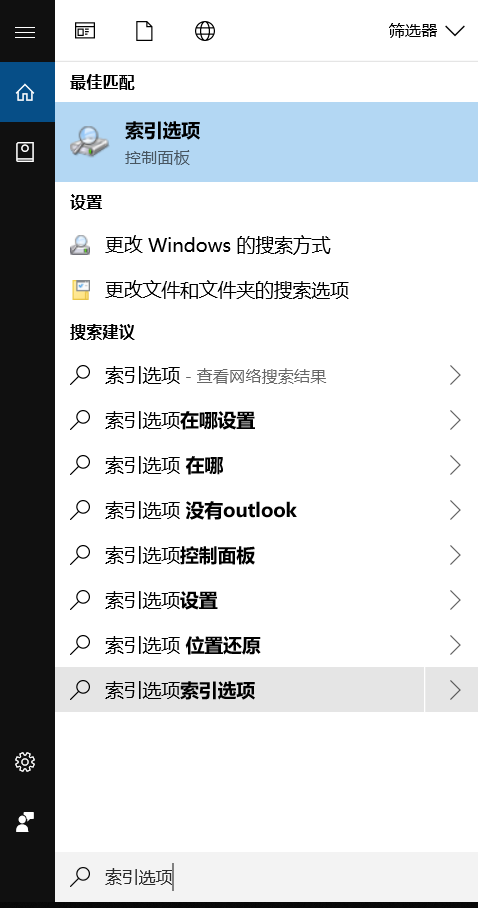 筛选器
最佳匹配
索引选项
控制面板
设置
更改 Windows 的搜索方式
更改文件和文件夹的搜索选项
搜索建议
索引选项 - 查看网络搜索结果
索引选项在哪设置
索引选项 在哪
索引选项 没有outlook
索引选项控制面板
索引选项设置
索引选项 位置还原
索引选项索引选项
索引选项